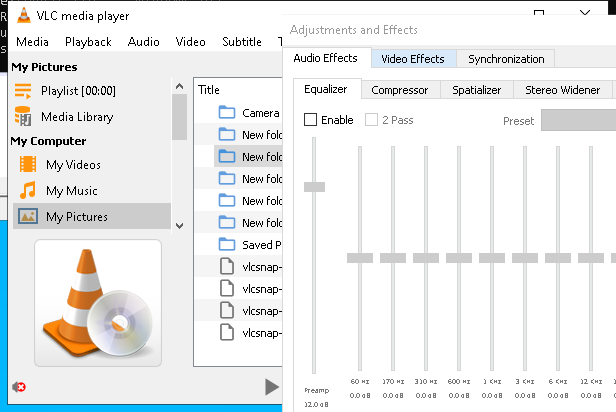 VLC media player
Media Playback Audio Video Subtitle
My Pictures
Playlist [00:00]
Media Library
My Computer
My Videos
My Music
My Pictures
Title
Camera
New fold
New fold
New fold
New fold
New fold
Saved P
vlcsnap-
vlcsnap-
vlcsnap-
vlcsnap-
Adjustments and Effects
Audio Effects Video Effects Synchronization
Equalizer Compressor Spatializer Stereo Widener
Enable 2 Pass Preset
60 Hz 170 Hz 310 Hz 600 Hz 1 KHz 3 KHz 6 KHz 12 KHz
Preamp 0.0 dB 0.0 dB 0.0 dB 0.0 dB 0.0 dB 0.0 dB 0.0 dB 0.0 dB
12.0 dB